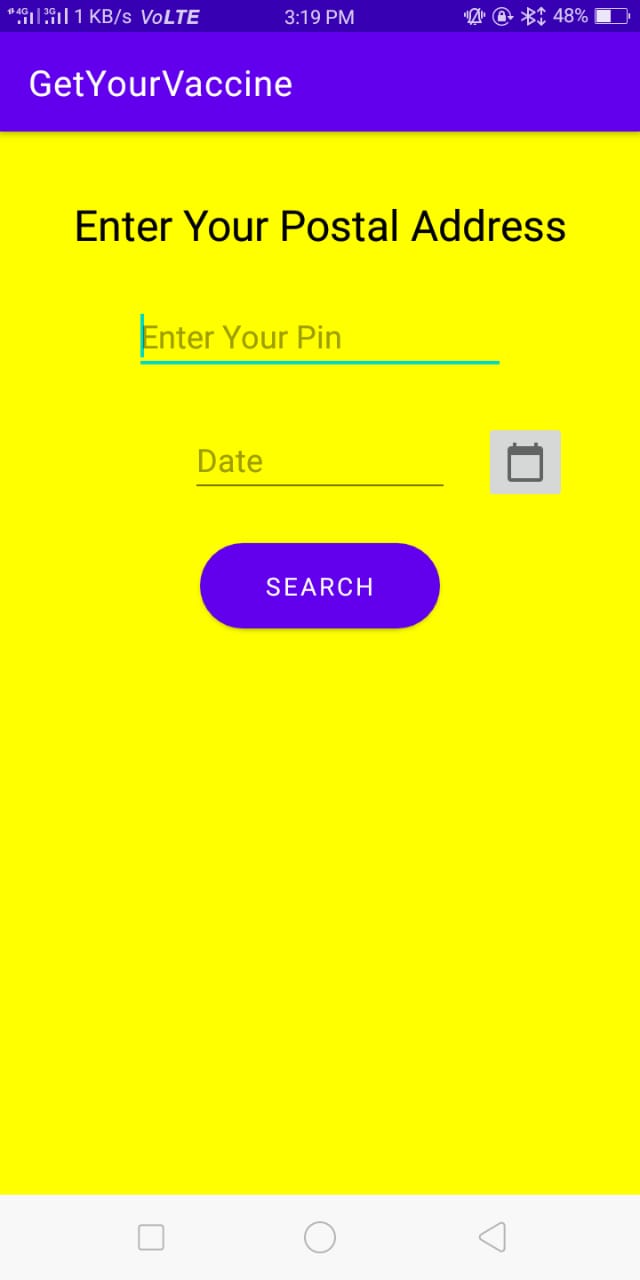 4G 3G 1 KB/s VoLTE 3:19 PM 48%
GetYourVaccine
Enter Your Postal Address
Enter Your Pin
Date
SEARCH